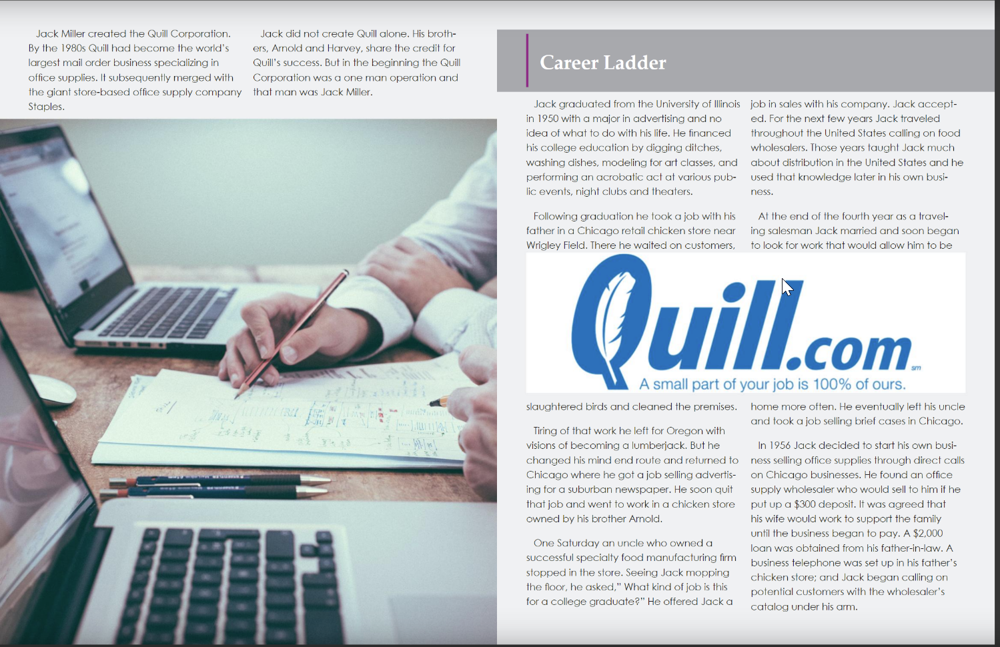 Jack Miller created the Quill Corporation.
By the 1980s Quill had become the world's
largest mail order business specializing in
office supplies. It subsequently merged with
the giant store-based office supply company
Staples.
Jack did not create Quill alone. His broth-
ers, Arnold and Harvey, share the credit for
Quill's success. But in the beginning the Quill
Corporation was a one man operation and
that man was Jack Miller.
Career Ladder
Jack graduated from the University of Illinois
in 1950 with a major in advertising and no
idea of what to do with his life. He financed
his college education by digging ditches,
washing dishes, modeling for art classes, and
performing an acrobatic act at various pub-
lic events, night clubs and theaters.
Following graduation he took a job with his
father in a Chicago retail chicken store near
Wrigley Field. There he waited on customers,
slaughtered birds and cleaned the premises.
Tiring of that work he left for Oregon with
visions of becoming a lumberjack. But he
changed his mind end route and returned to
Chicago where he got a job selling advertis-
ing for a suburban newspaper. He soon quit
that job and went to work in a chicken store
owned by his brother Arnold.
One Saturday an uncle who owned a
successful specialty food manufacturing firm
stopped in the store. Seeing Jack mopping
the floor, he asked," What kind of job is this
for a college graduate?" He offered Jack a
job in sales with his company. Jack accept-
ed. For the next few years Jack traveled
throughout the United States calling on food
wholesalers. Those years taught Jack much
about distribution in the United States and he
used that knowledge later in his own busi-
ness.
At the end of the fourth year as a travel-
ing salesman Jack married and soon began
to look for work that would allow him to be
home more often. He eventually left his uncle
and took a job selling brief cases in Chicago.
In 1956 Jack decided to start his own busi-
ness selling office supplies through direct calls
on Chicago businesses. He found an office
supply wholesaler who would sell to him if he
put up a $300 deposit. It was agreed that
his wife would work to support the family
until the business began to pay. A $2,000
loan was obtained from his father-in-law. A
business telephone was set up in his father's
chicken store; and Jack began calling on
potential customers with the wholesaler's
catalog under his arm.
Quill.com
sm
A small part of your job is 100% of ours.